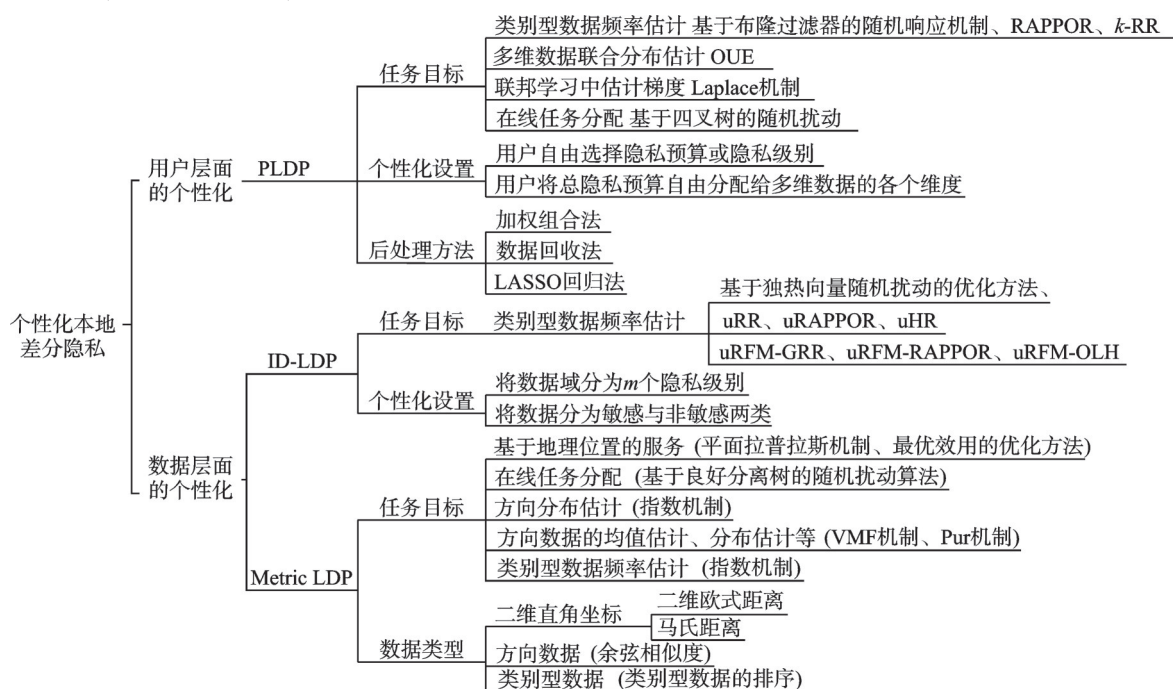 个性化本地
差分隐私
用户层面
的个性化
PLDP
任务目标
类别型数据频率估计 基于布隆过滤器的随机响应机制、RAPPOR、k-RR
多维数据联合分布估计 OUE
联邦学习中估计梯度 Laplace机制
在线任务分配 基于四叉树的随机扰动
个性化设置
用户自由选择隐私预算或隐私级别
用户将总隐私预算自由分配给多维数据的各个维度
后处理方法
加权组合法
数据回收法
LASSO回归法
数据层面
的个性化
ID-LDP
任务目标
类别型数据频率估计
基于独热向量随机扰动的优化方法、
uRR、uRAPPOR、uHR
uRFM-GRR、uRFM-RAPPOR、uRFM-OLH
个性化设置
将数据域分为m个隐私级别
将数据分为敏感与非敏感两类
Metric LDP
任务目标
基于地理位置的服务 (平面拉普拉斯机制、最优效用的优化方法)
在线任务分配 (基于良好分离树的随机扰动算法)
方向分布估计 (指数机制)
方向数据的均值估计、分布估计等 (VMF机制、Pur机制)
类别型数据频率估计 (指数机制)
数据类型
二维直角坐标
二维欧式距离
马氏距离
方向数据 (余弦相似度)
类别型数据 (类别型数据的排序)